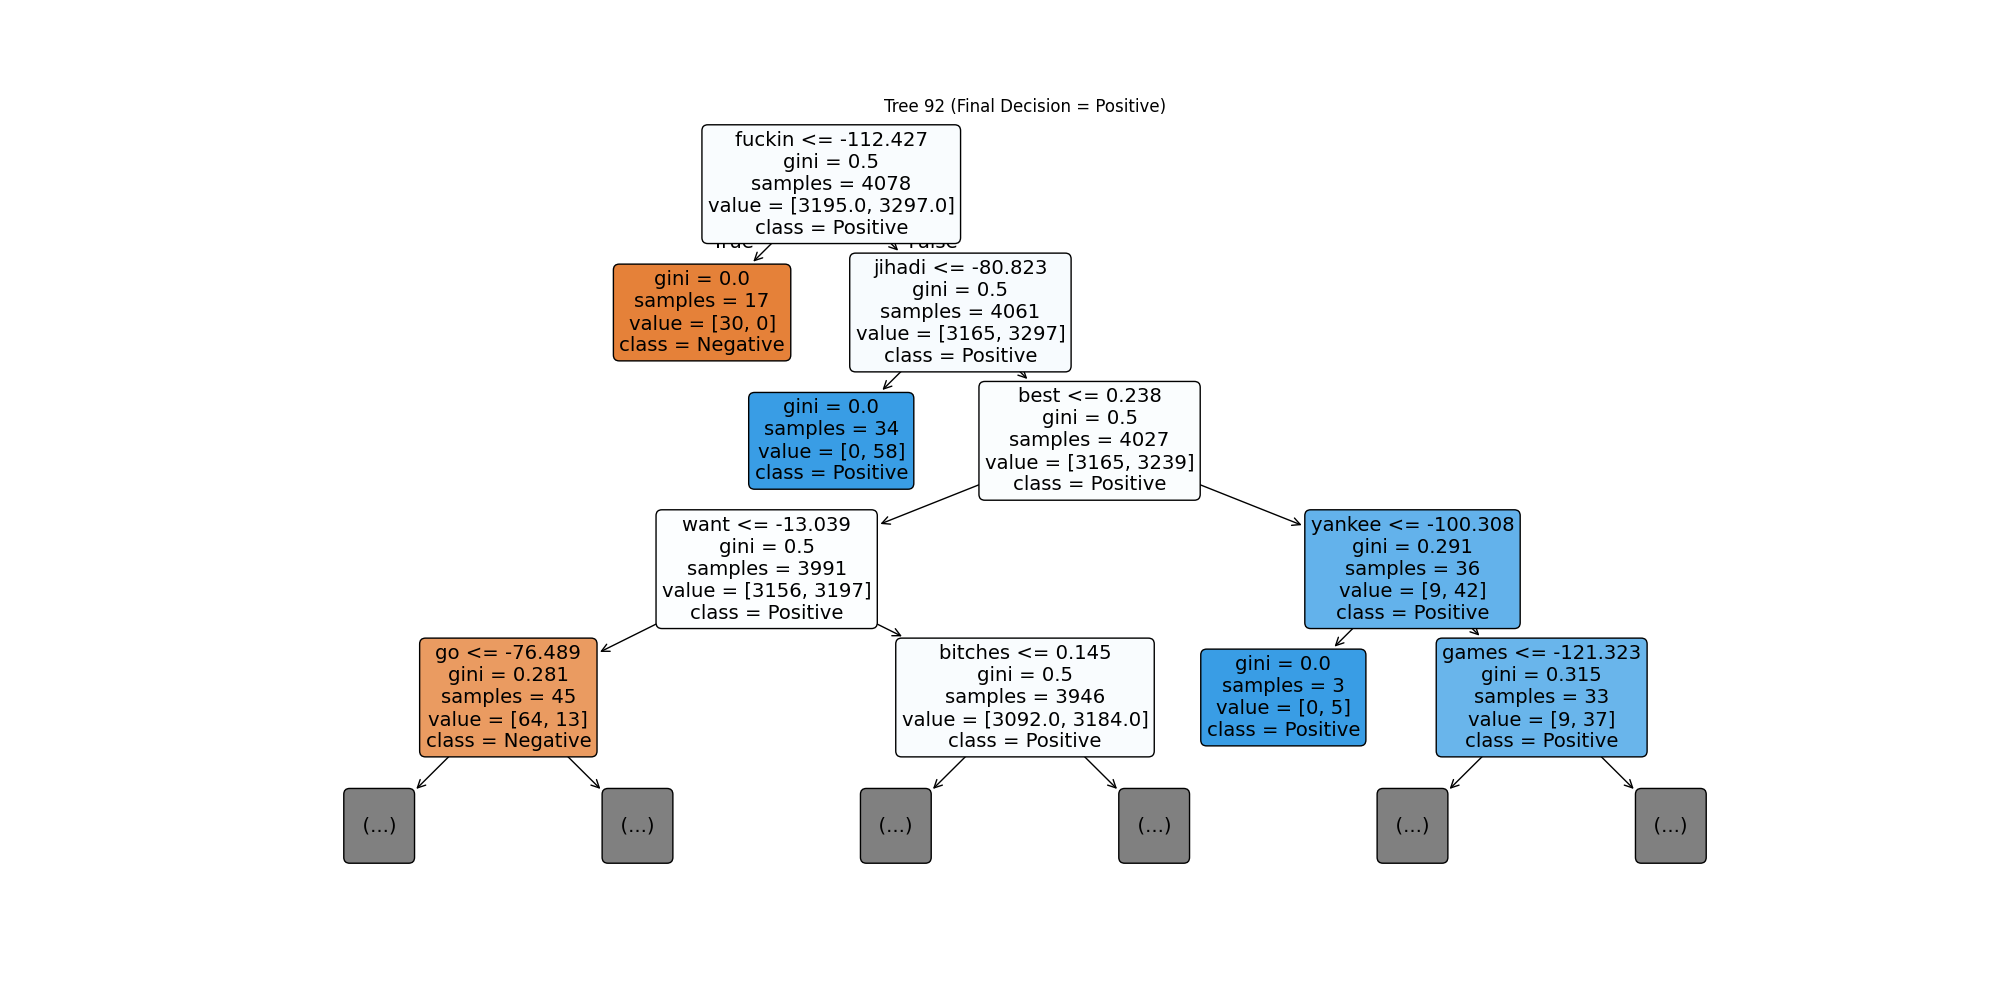 Tree 92 (Final Decision = Positive)
fuckin <= -112.427
gini = 0.5
samples = 4078
value = [3195.0, 3297.0]
class = Positive
True
False
gini = 0.0
samples = 17
value = [30, 0]
class = Negative
jihadi <= -80.823
gini = 0.5
samples = 4061
value = [3165, 3297]
class = Positive
gini = 0.0
samples = 34
value = [0, 58]
class = Positive
best <= 0.238
gini = 0.5
samples = 4027
value = [3165, 3239]
class = Positive
want <= -13.039
gini = 0.5
samples = 3991
value = [3156, 3197]
class = Positive
yankee <= -100.308
gini = 0.291
samples = 36
value = [9, 42]
class = Positive
go <= -76.489
gini = 0.281
samples = 45
value = [64, 13]
class = Negative
bitches <= 0.145
gini = 0.5
samples = 3946
value = [3092.0, 3184.0]
class = Positive
gini = 0.0
samples = 3
value = [0, 5]
class = Positive
games <= -121.323
gini = 0.315
samples = 33
value = [9, 37]
class = Positive
(...)
(...)
(...)
(...)
(...)
(...)